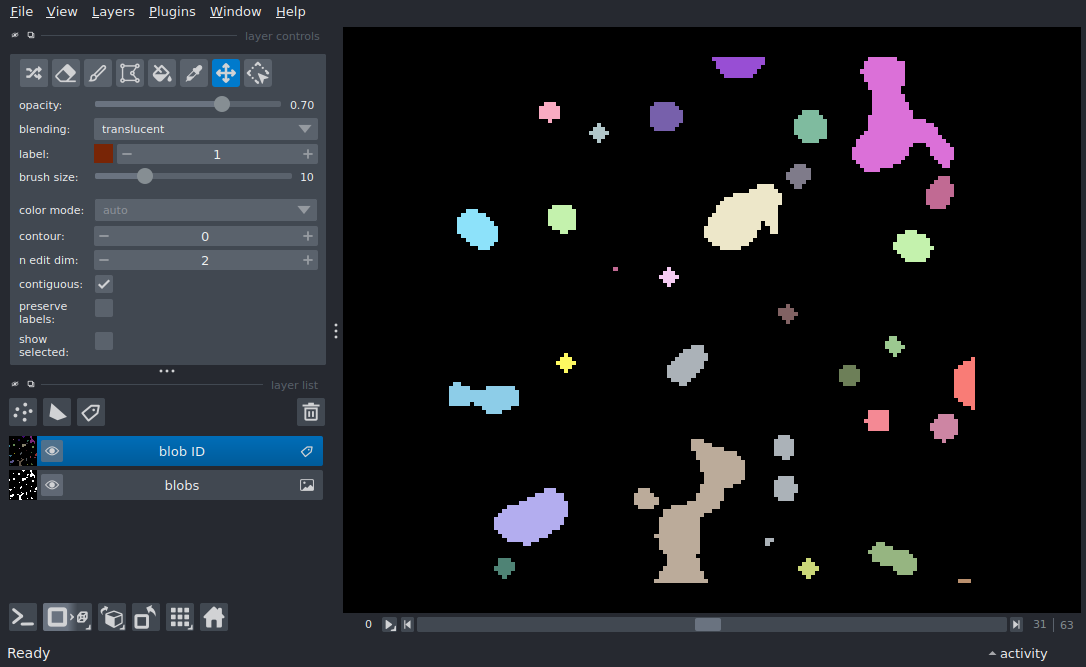 File View Layers Plugins Window Help
layer controls
opacity: 0.70
blending: translucent
label: 1
brush size: 10
color mode: auto
contour: 0
n edit dim: 2
contiguous:
preserve
labels:
show
selected:
layer list
blob ID
blobs
0 31 63
Ready activity